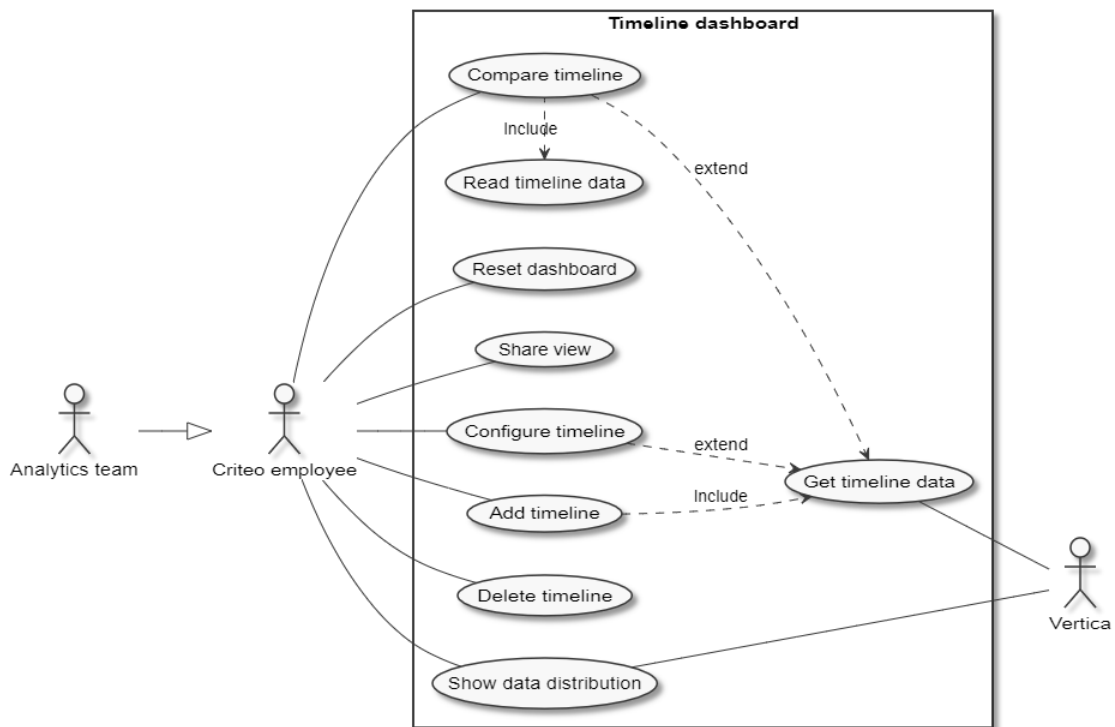 Timeline dashboard
Compare timeline
Include
Read timeline data
extend
Reset dashboard
Share view
Analytics team
Criteo employee
Configure timeline
extend
Get timeline data
Include
Add timeline
Delete timeline
Vertica
Show data distribution